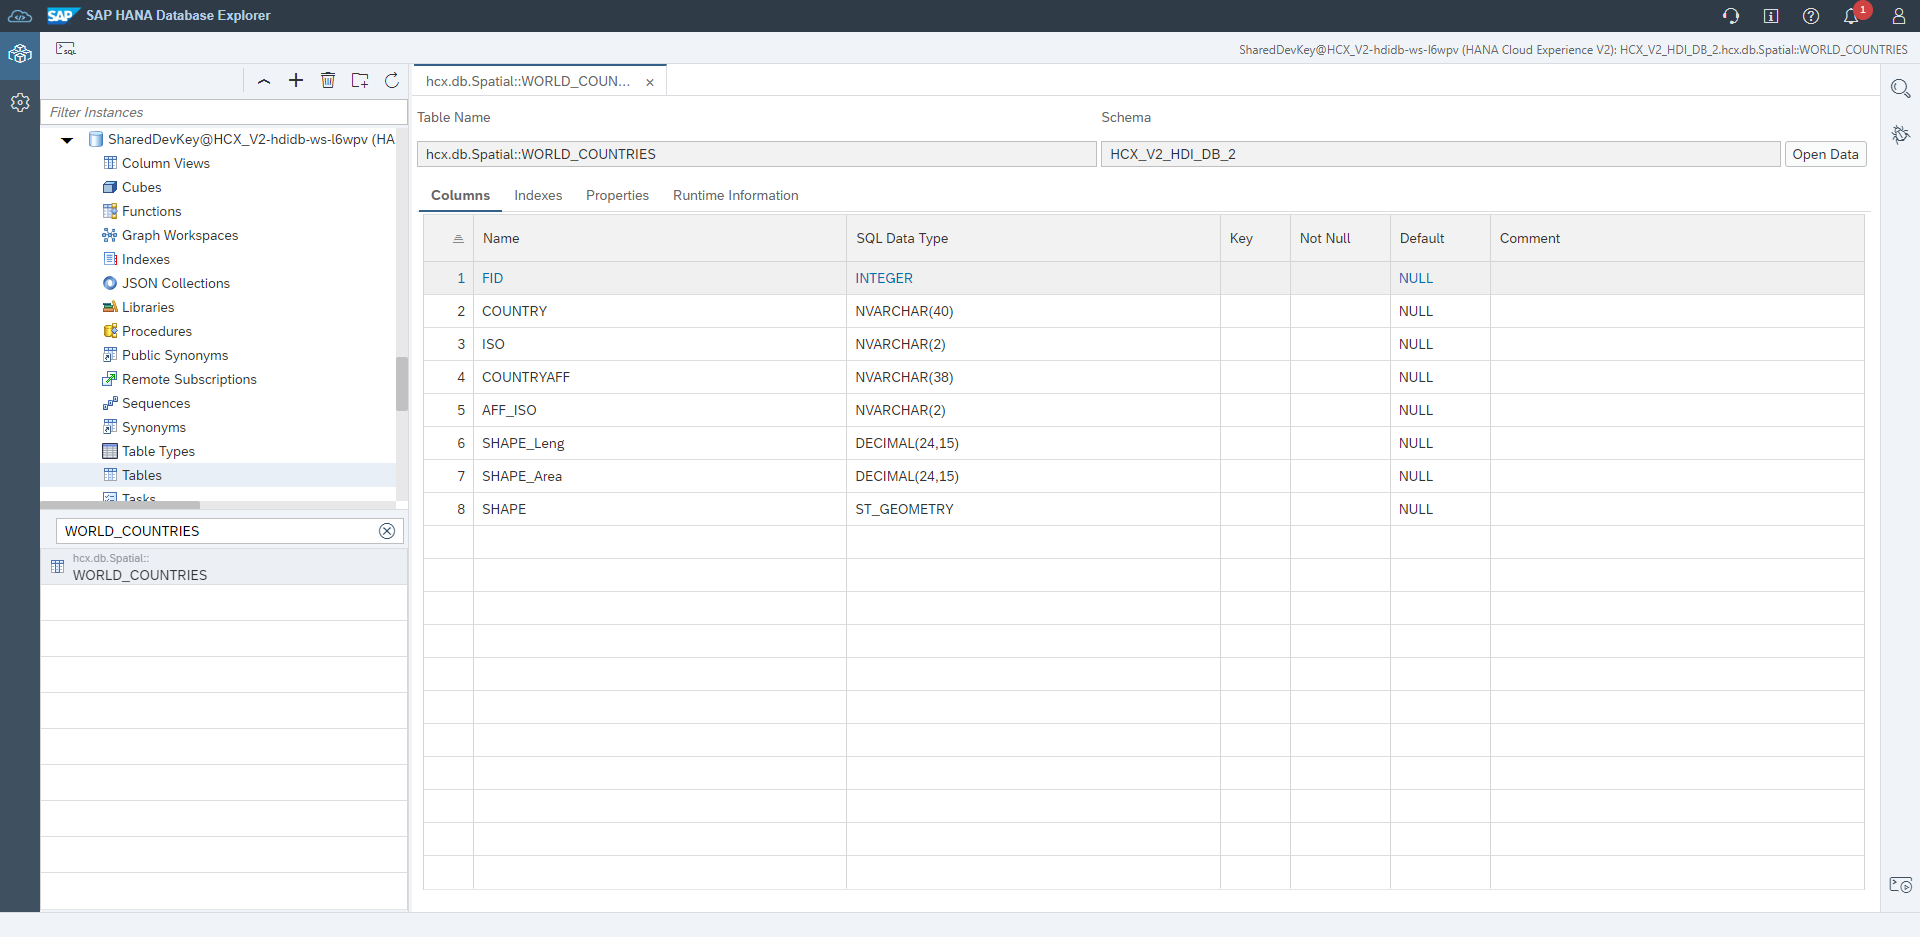 SAP SAP HANA Database Explorer
1
SQL
SharedDevKey@HCX_V2-hdidb-ws-l6wpv (HANA Cloud Experience V2): HCX_V2_HDI_DB_2.hcx.db.Spatial::WORLD_COUNTRIES
Filter Instances
SharedDevKey@HCX_V2-hdidb-ws-l6wpv (HA
Column Views
Cubes
Functions
Graph Workspaces
Indexes
JSON Collections
Libraries
Procedures
Public Synonyms
Remote Subscriptions
Sequences
Synonyms
Table Types
Tables
Tasks
WORLD_COUNTRIES
hcx.db.Spatial::
WORLD_COUNTRIES
hcx.db.Spatial::WORLD_COUN...
Table Name Schema
hcx.db.Spatial::WORLD_COUNTRIES HCX_V2_HDI_DB_2 Open Data
Columns Indexes Properties Runtime Information
Name SQL Data Type Key Not Null Default Comment
1 FID INTEGER NULL
2 COUNTRY NVARCHAR(40) NULL
3 ISO NVARCHAR(2) NULL
4 COUNTRYAFF NVARCHAR(38) NULL
5 AFF_ISO NVARCHAR(2) NULL
6 SHAPE_Leng DECIMAL(24,15) NULL
7 SHAPE_Area DECIMAL(24,15) NULL
8 SHAPE ST_GEOMETRY NULL